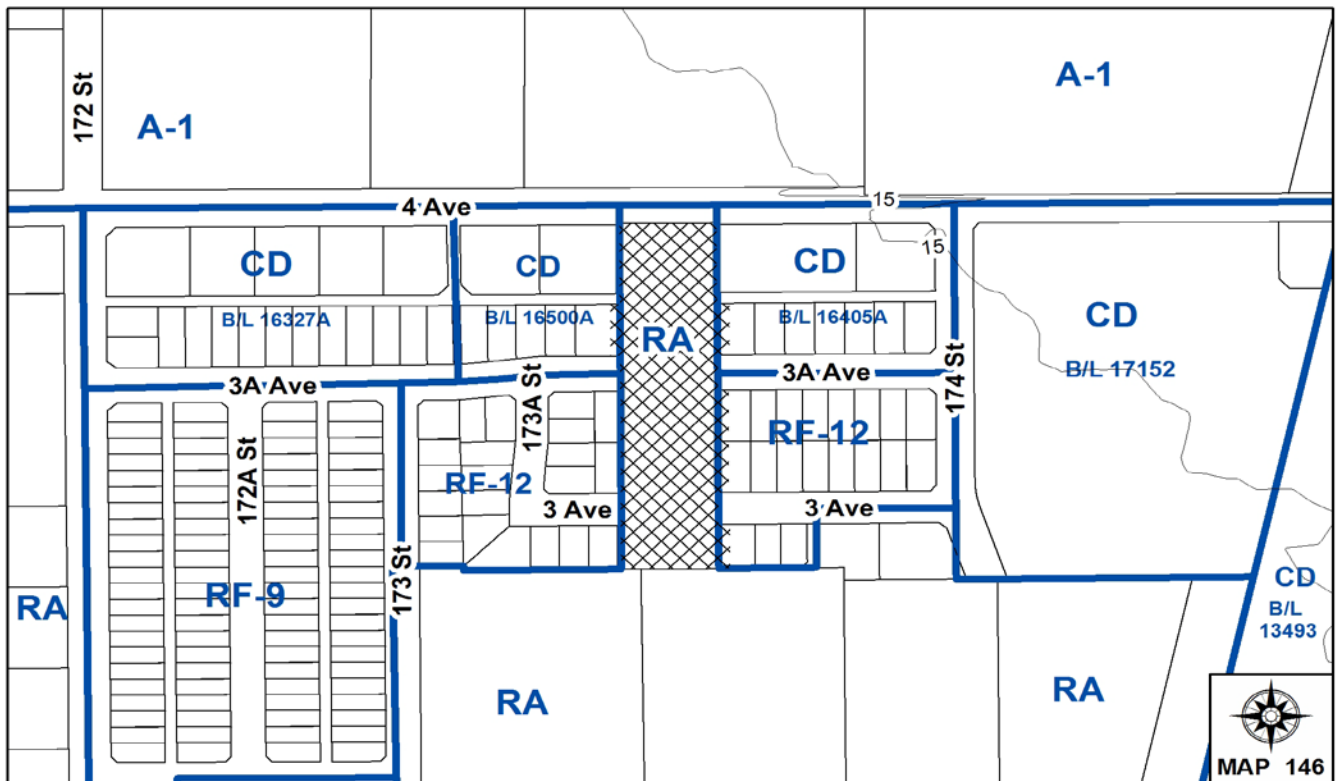 172 St
A-1
A-1
4 Ave
15
15
CD
CD
CD
CD
B/L 16327A
B/L 16500A
B/L 16405A
B/L 17152
RA
3A Ave
173A St
3A Ave
174 St
172A St
RF-12
RF-12
3 Ave
3 Ave
173 St
RF-9
RA
CD
B/L
13493
RA
RA
MAP 146